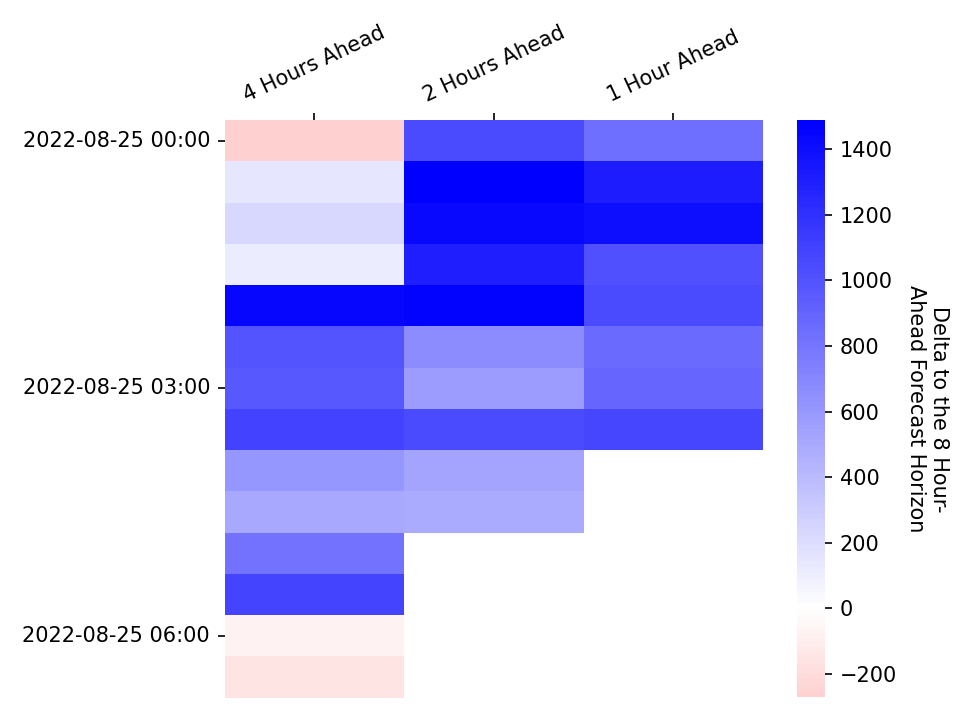 4 Hours Ahead
2 Hours Ahead
1 Hour Ahead
2022-08-25 00:00
2022-08-25 03:00
2022-08-25 06:00
1400
1200
1000
800
600
400
200
0
−200
Delta to the 8 Hour-
Ahead Forecast Horizon